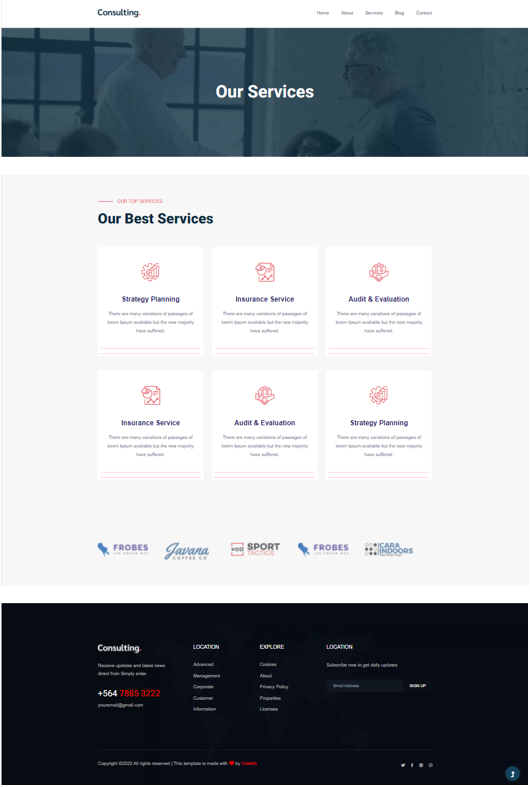 Consulting.
Home About Services Blog Contact
Our Services
OUR TOP SERVICES
Our Best Services
Strategy Planning
There are many variations of passages of
lorem Ipsum available but the new majority
have suffered.
Insurance Service
There are many variations of passages of
lorem Ipsum available but the new majority
have suffered.
Audit & Evaluation
There are many variations of passages of
lorem Ipsum available but the new majority
have suffered.
Insurance Service
There are many variations of passages of
lorem Ipsum available but the new majority
have suffered.
Audit & Evaluation
There are many variations of passages of
lorem Ipsum available but the new majority
have suffered.
Strategy Planning
There are many variations of passages of
lorem Ipsum available but the new majority
have suffered.
FROBES
ICE CREAM BAR
Javana
COFFEE CO
SPORT
TACTICS
FROBES
ICE CREAM BAR
CARA
INDOORS
Consulting.
Receive updates and latest news
direct from Simply enter.
+564 7885 3222
youremail@gmail.com
LOCATION
Advanced
Management
Corporate
Customer
Information
EXPLORE
Cookies
About
Privacy Policy
Properties
Licenses
LOCATION
Subscribe now to get daily updates
Email Address
SIGN UP
Copyright ©2022 All rights reserved | This template is made with ❤ by Colorlib